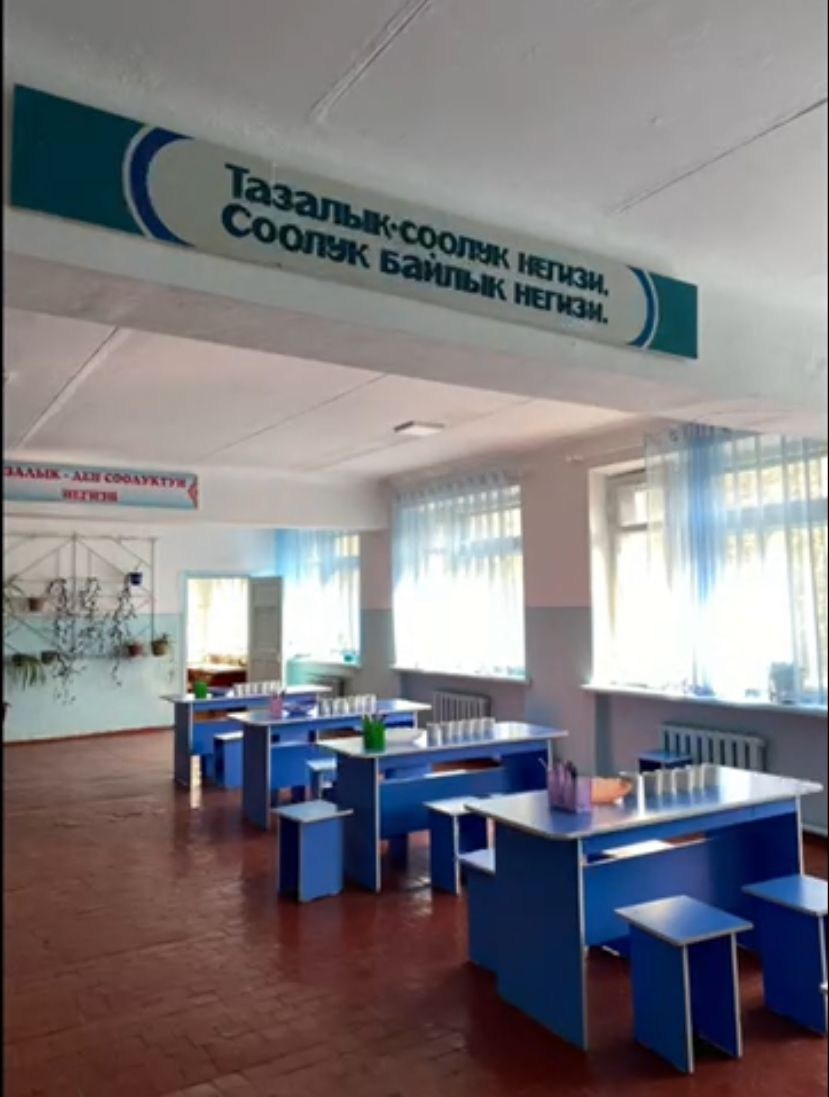 Тазалык-соолук негизи.
Соолук байлык негизи.
ЗАЛЫК - ДЕН СООЛУКТУН
НЕГИЗИ